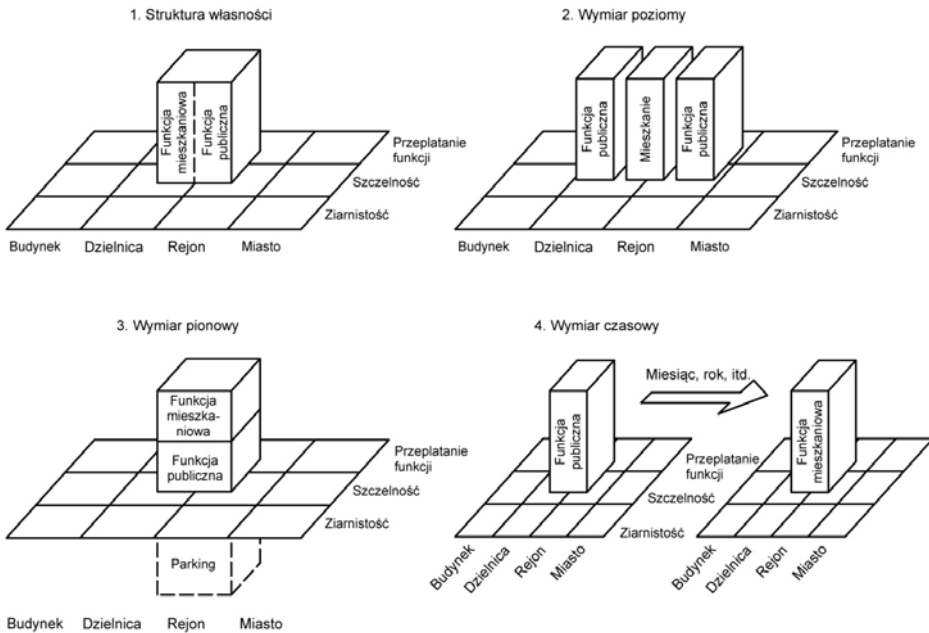 1. Struktura własności
Funkcja
mieszkaniowa
Funkcja
publiczna
Przeplatanie
funkcji
Szczelność
Ziarnistość
Budynek Dzielnica Rejon Miasto
2. Wymiar poziomy
Funkcja
publiczna
Mieszkanie
Funkcja
publiczna
Przeplatanie
funkcji
Szczelność
Ziarnistość
Budynek Dzielnica Rejon Miasto
3. Wymiar pionowy
Funkcja
mieszka-
niowa
Funkcja
publiczna
Przeplatanie
funkcji
Szczelność
Ziarnistość
Parking
Budynek Dzielnica Rejon Miasto
4. Wymiar czasowy
Miesiąc, rok, itd.
Funkcja
publiczna
Przeplatanie
funkcji
Szczelność
Ziarnistość
Budynek Dzielnica Rejon Miasto
Funkcja
mieszkaniowa
Budynek Dzielnica Rejon Miasto